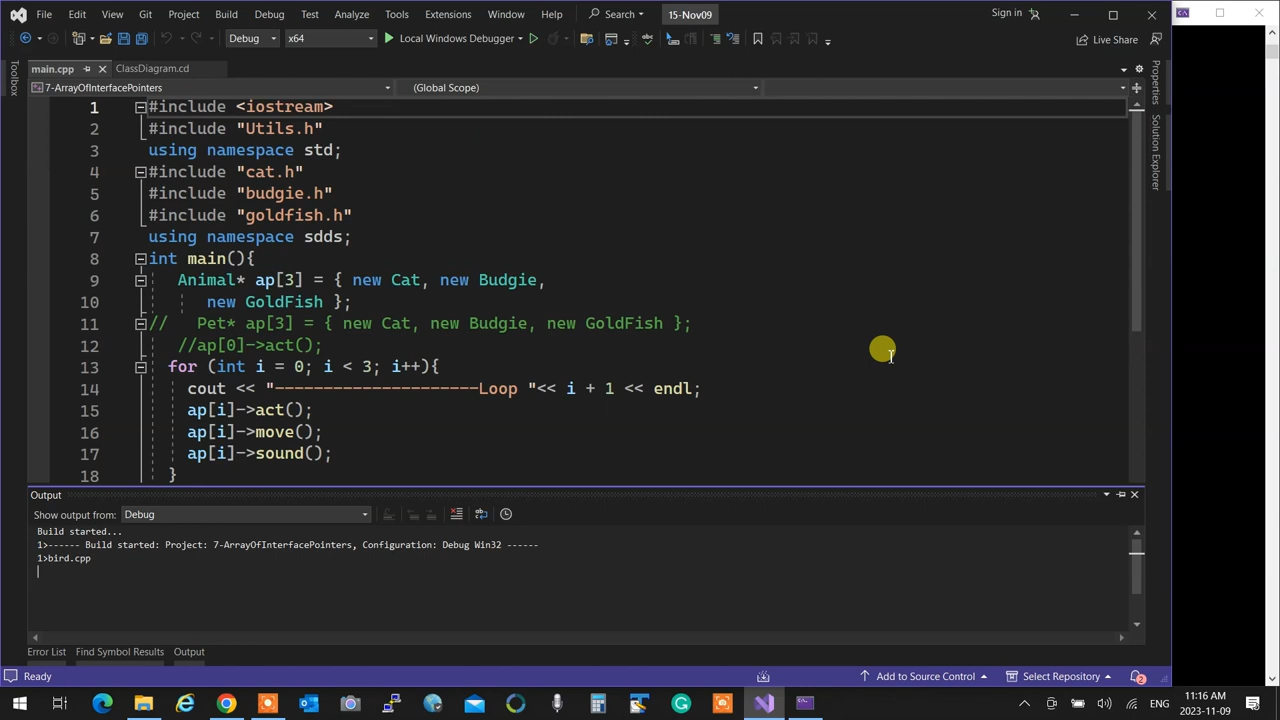 File Edit View Git Project Build Debug Test Analyze Tools Extensions Window Help Search 15-Nov09 Sign in
Debug x64 Local Windows Debugger Live Share
Toolbox
main.cpp ClassDiagram.cd
7-ArrayOfInterfacePointers (Global Scope)
Properties
Solution Explorer
1 #include <iostream>
2 #include "Utils.h"
3 using namespace std;
4 #include "cat.h"
5 #include "budgie.h"
6 #include "goldfish.h"
7 using namespace sdds;
8 int main(){
9 Animal* ap[3] = { new Cat, new Budgie,
10 new GoldFish };
11 // Pet* ap[3] = { new Cat, new Budgie, new GoldFish };
12 //ap[0]->act();
13 for (int i = 0; i < 3; i++){
14 cout << "----------------------Loop "<< i + 1 << endl;
15 ap[i]->act();
16 ap[i]->move();
17 ap[i]->sound();
18 }
Output
Show output from: Debug
Build started...
1>------ Build started: Project: 7-ArrayOfInterfacePointers, Configuration: Debug Win32 ------
1>bird.cpp
Error List Find Symbol Results Output
Ready Add to Source Control Select Repository 2
11:16 AM
2023-11-09